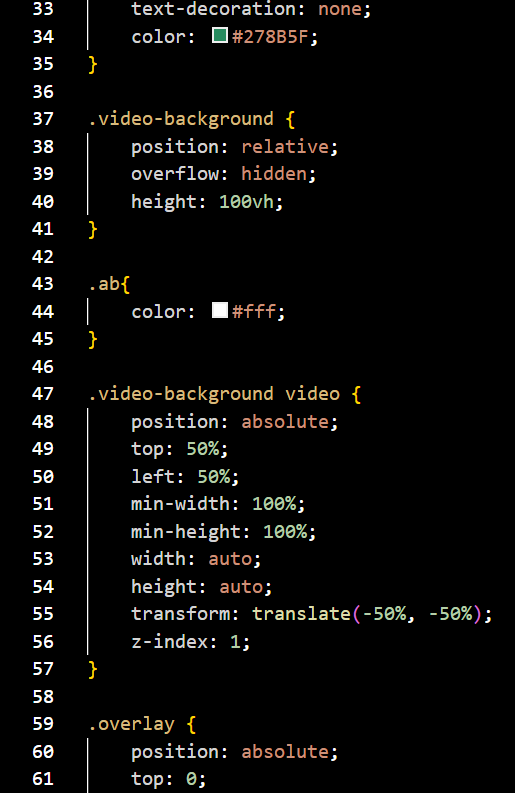 33 text-decoration: none;
34 color: #278B5F;
35 }
36
37 .video-background {
38 position: relative;
39 overflow: hidden;
40 height: 100vh;
41 }
42
43 .ab{
44 color: #fff;
45 }
46
47 .video-background video {
48 position: absolute;
49 top: 50%;
50 left: 50%;
51 min-width: 100%;
52 min-height: 100%;
53 width: auto;
54 height: auto;
55 transform: translate(-50%, -50%);
56 z-index: 1;
57 }
58
59 .overlay {
60 position: absolute;
61 top: 0;